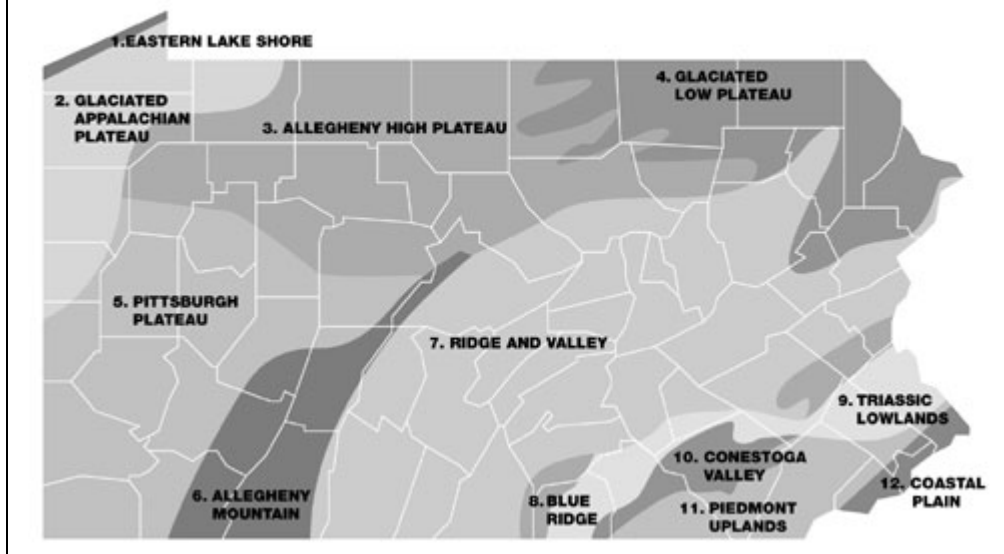 1.EASTERN LAKE SHORE
2. GLACIATED
APPALACHIAN
PLATEAU
3. ALLEGHENY HIGH PLATEAU
4. GLACIATED
LOW PLATEAU
5. PITTSBURGH
PLATEAU
6. ALLEGHENY
MOUNTAIN
7. RIDGE AND VALLEY
8. BLUE
RIDGE
9. TRIASSIC
LOWLANDS
10. CONESTOGA
VALLEY
11. PIEDMONT
UPLANDS
12. COASTAL
PLAIN